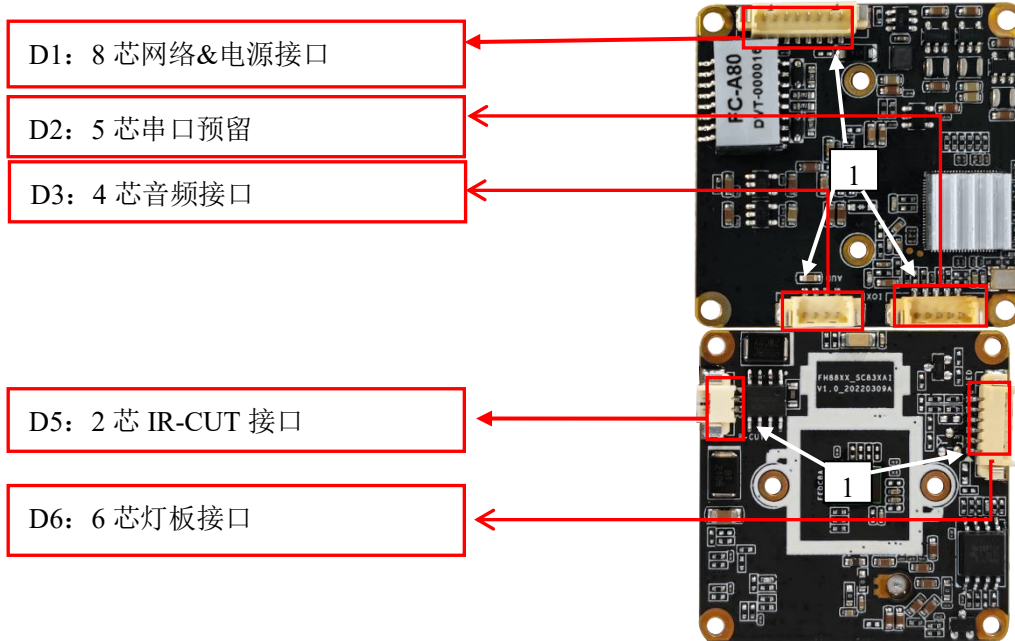 D1：8 芯网络&电源接口
D2：5 芯串口预留
D3：4 芯音频接口
D5：2 芯 IR-CUT 接口
D6：6 芯灯板接口
FC-A80
1
AUD
FH88XX_SC83XAI
V1.0_20220309A
1